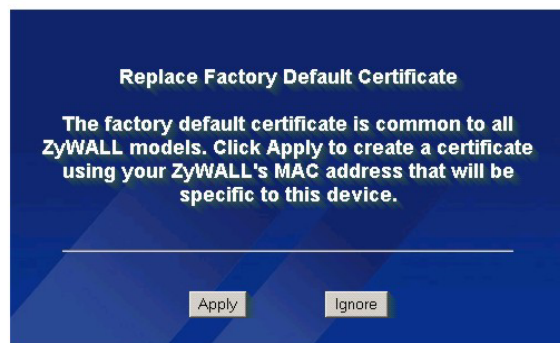 Replace Factory Default Certificate
The factory default certificate is common to all
ZyWALL models. Click Apply to create a certificate
using your ZyWALL's MAC address that will be
specific to this device.
Apply
Ignore